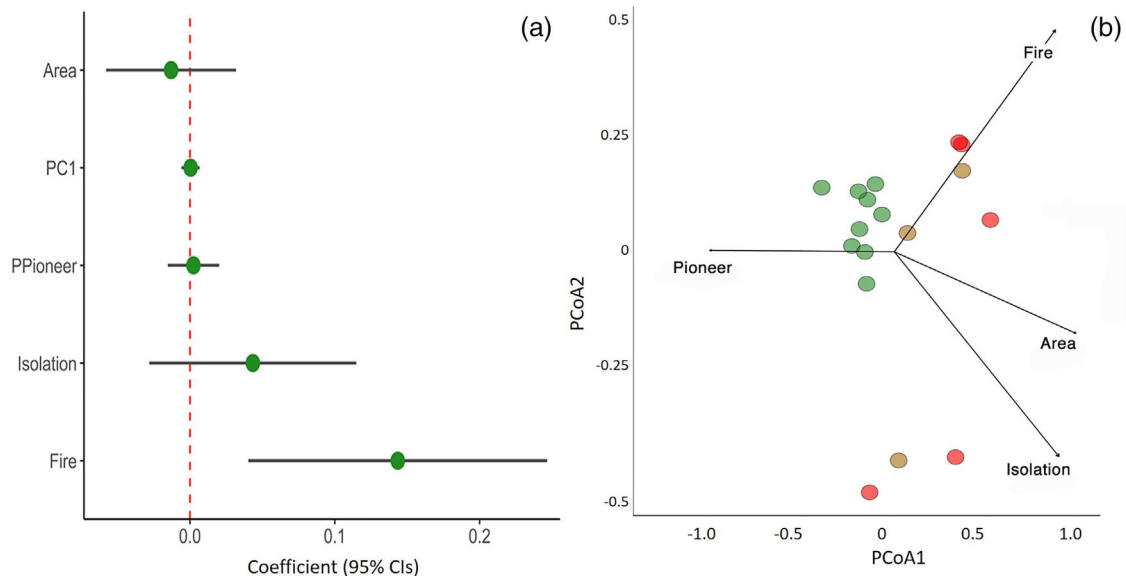 (a)
Area
PC1
PPioneer
Isolation
Fire
0.0 0.1 0.2
Coefficient (95% CIs)
(b)
0.5
0.25
0
-0.25
-0.5
PCoA2
Fire
Pioneer
Area
Isolation
-1.0 -0.5 0 0.5 1.0
PCoA1